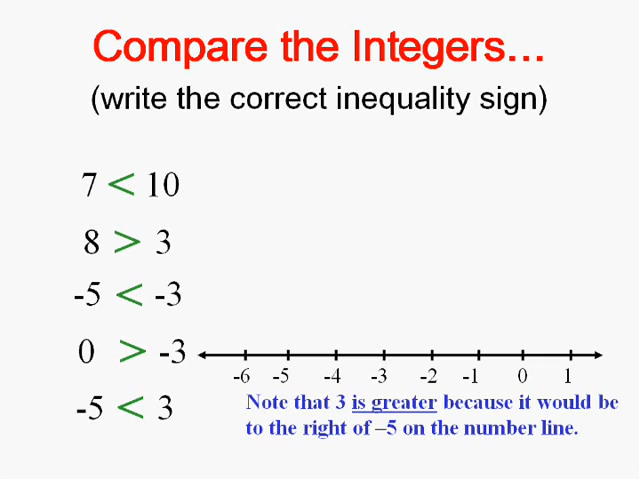 Compare the Integers...
(write the correct inequality sign)
7 < 10
8 > 3
-5 < -3
0 > -3
-6 -5 -4 -3 -2 -1 0 1
-5 < 3
Note that 3 is greater because it would be
to the right of –5 on the number line.